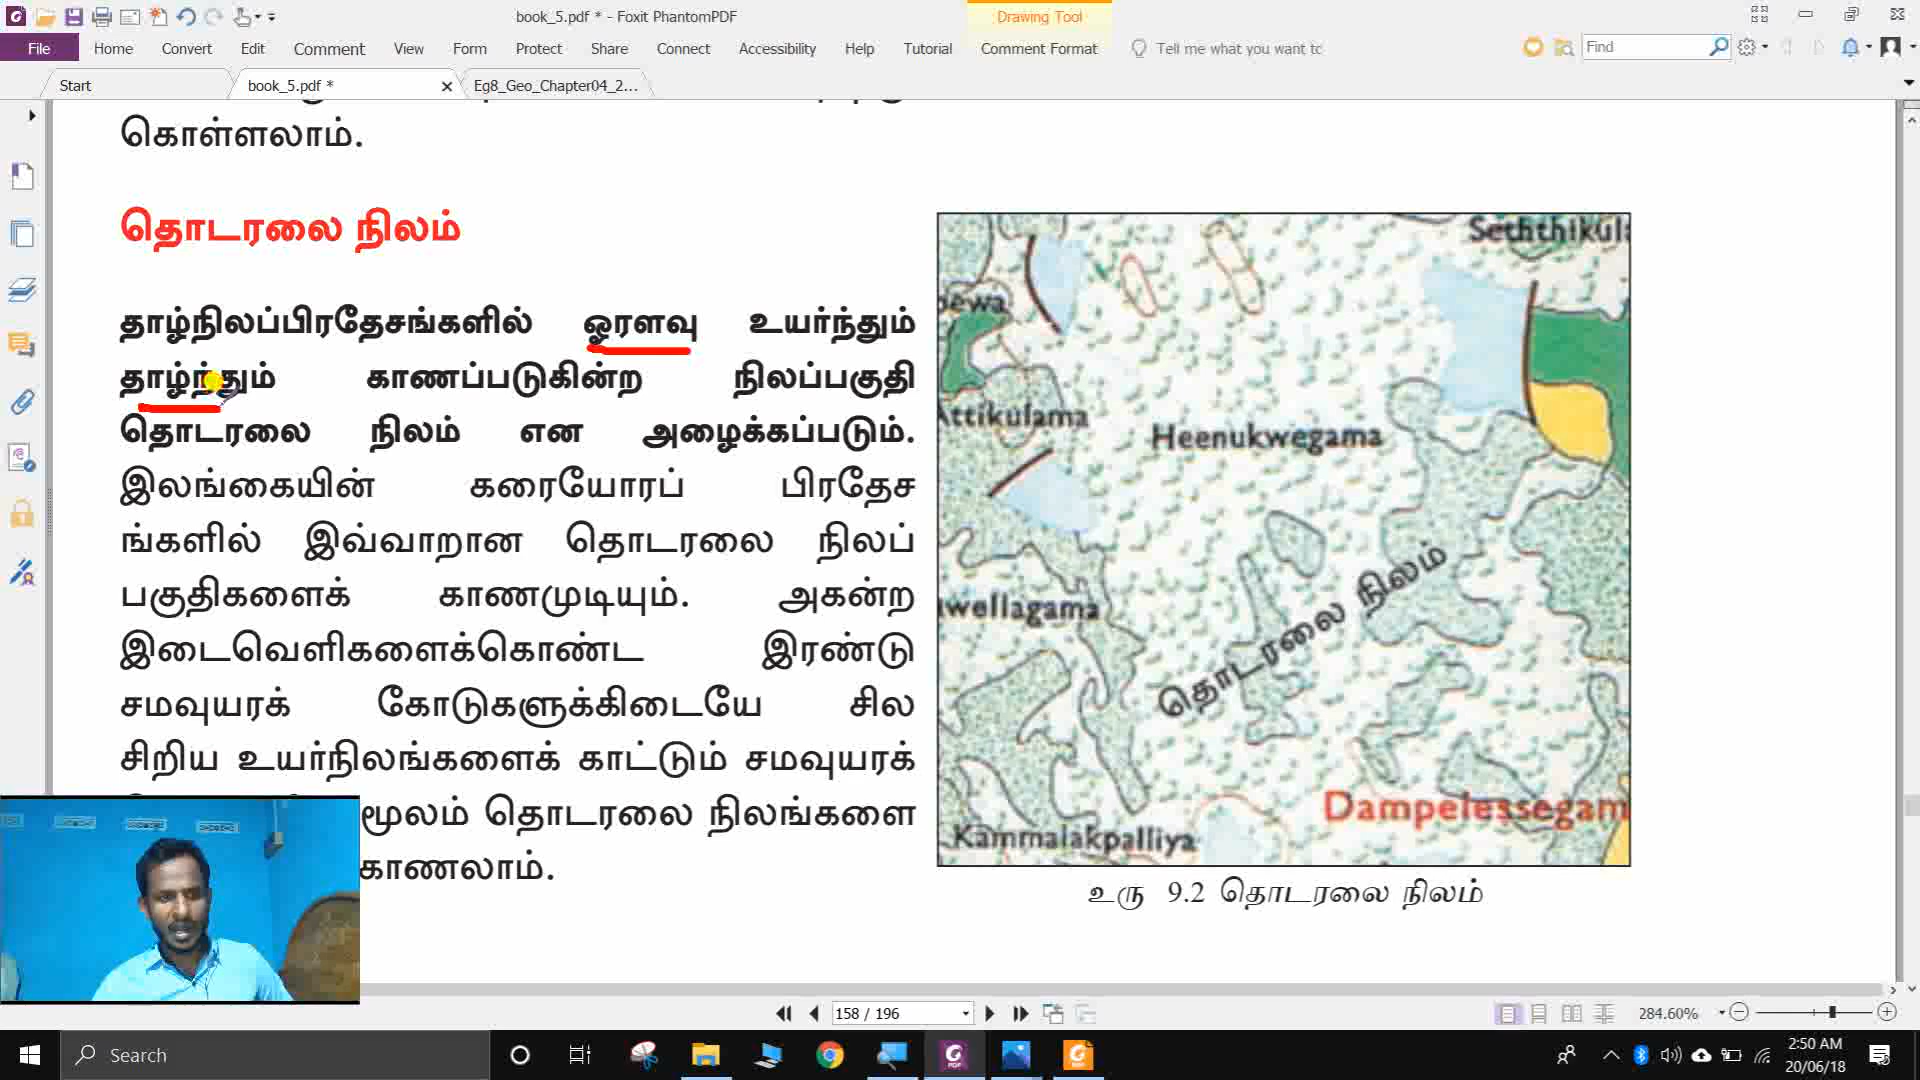 book_5.pdf * - Foxit PhantomPDF
Drawing Tool
File Home Convert Edit Comment View Form Protect Share Connect Accessibility Help Tutorial Comment Format Tell me what you want to Find
Start book_5.pdf * Eg8_Geo_Chapter04_2...
கொள்ளலாம்.
தொடரலை நிலம்
தாழ்நிலப்பிரதேசங்களில் ஓரளவு உயர்ந்தும்
தாழ்ந்தும் காணப்படுகின்ற நிலப்பகுதி
தொடரலை நிலம் என அழைக்கப்படும்.
இலங்கையின் கரையோரப் பிரதேச
ங்களில் இவ்வாறான தொடரலை நிலப்
பகுதிகளைக் காணமுடியும். அகன்ற
இடைவெளிகளைக்கொண்ட இரண்டு
சமவுயரக் கோடுகளுக்கிடையே சில
சிறிய உயர்நிலங்களைக் காட்டும் சமவுயரக்
மூலம் தொடரலை நிலங்களை
காணலாம்.
Seththikul
ewa
Attikulama
Heenukwegama
wellagama
தொடரலை நிலம்
Dampelessegam
Kammalakpalliya
உரு 9.2 தொடரலை நிலம்
158 / 196
284.60%
Search
2:50 AM
20/06/18